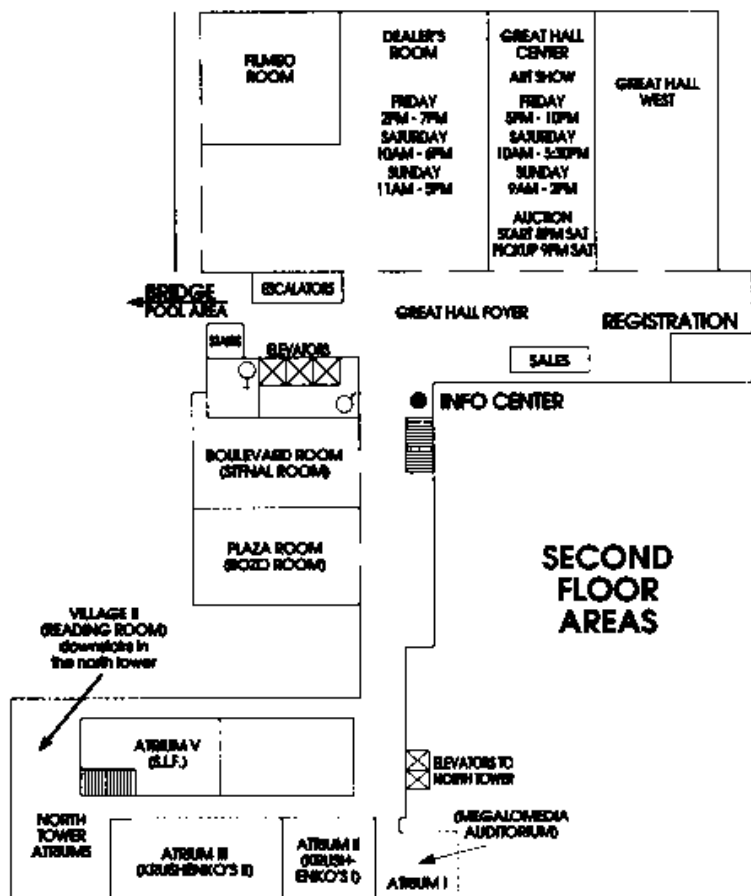 FILMBO
ROOM
DEALER'S
ROOM
FRIDAY
2PM - 7PM
SATURDAY
10AM - 6PM
SUNDAY
11AM - 5PM
GREAT HALL
CENTER
ART SHOW
FRIDAY
5PM - 10PM
SATURDAY
10AM - 5:30PM
SUNDAY
9AM - 2PM
AUCTION
START 8PM SAT
PICKUP 9PM SAT
GREAT HALL
WEST
BRIDGE
POOL AREA
ESCALATORS
GREAT HALL FOYER
REGISTRATION
STAIRS
ELEVATORS
SALES
INFO CENTER
BOULEVARD ROOM
(STFNAL ROOM)
PLAZA ROOM
(BOZO ROOM)
SECOND
FLOOR
AREAS
VILLAGE II
(READING ROOM)
downstairs in
the north tower
ATRIUM V
(S.I.F.)
ELEVATORS TO
NORTH TOWER
NORTH
TOWER
ATRIUMS
ATRIUM III
(KRUSHENKO'S II)
ATRIUM II
(KRUSH-
ENKO'S I)
(MEGALOMEDIA
AUDITORIUM)
ATRIUM I